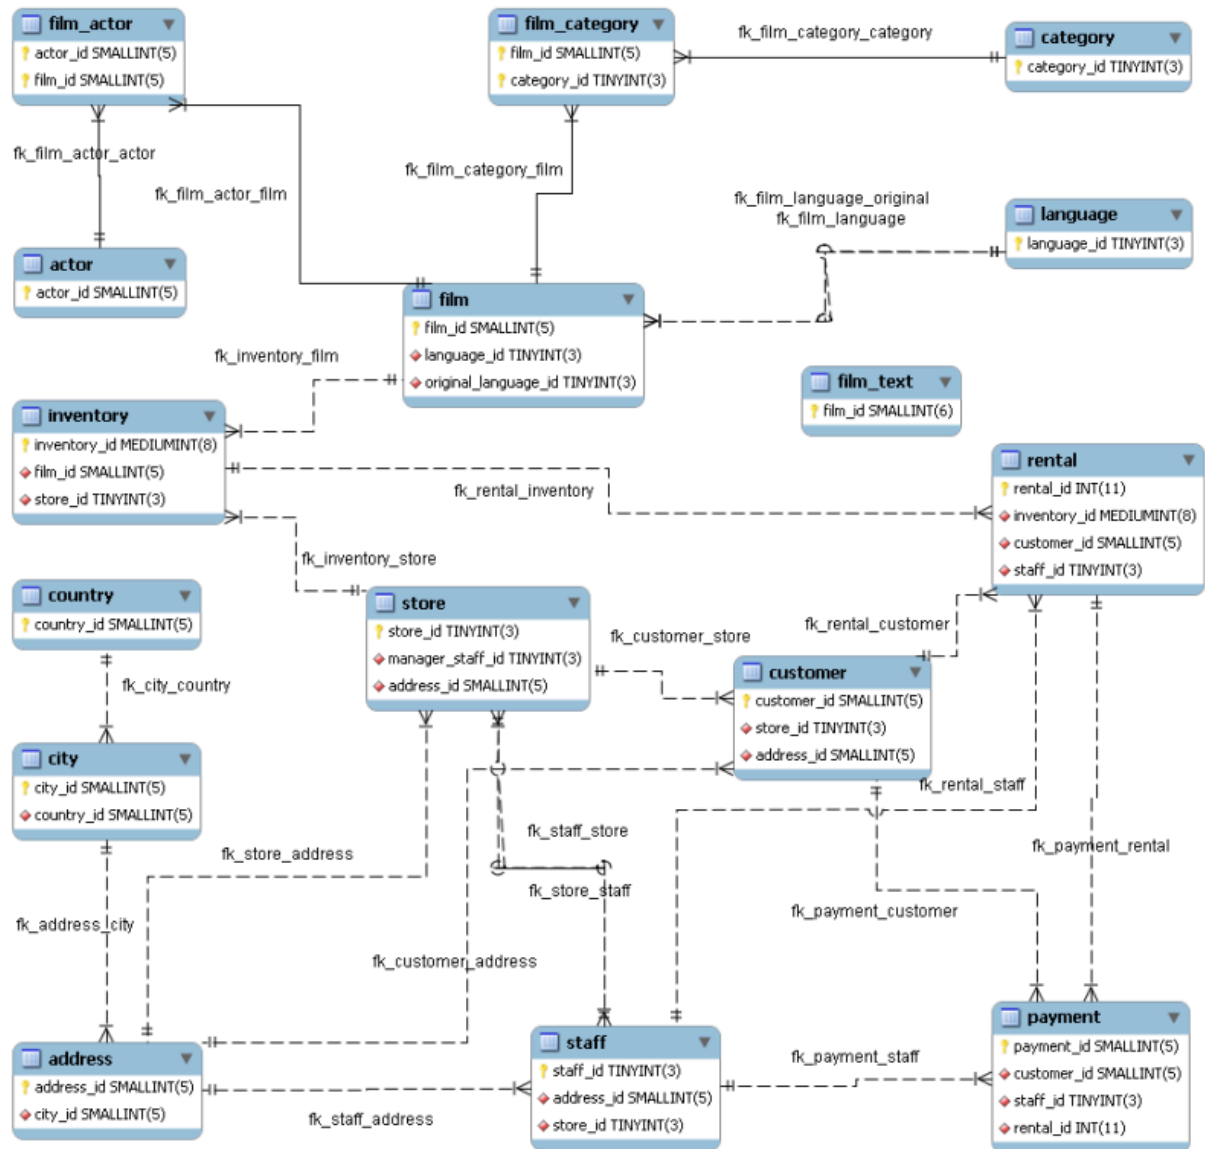 film_actor
actor_id SMALLINT(5)
film_id SMALLINT(5)
film_category
film_id SMALLINT(5)
category_id TINYINT(3)
fk_film_category_category
category
category_id TINYINT(3)
fk_film_actor_actor
fk_film_actor_film
fk_film_category_film
fk_film_language_original
fk_film_language
language
language_id TINYINT(3)
actor
actor_id SMALLINT(5)
film
film_id SMALLINT(5)
language_id TINYINT(3)
original_language_id TINYINT(3)
fk_inventory_film
film_text
film_id SMALLINT(6)
inventory
inventory_id MEDIUMINT(8)
film_id SMALLINT(5)
store_id TINYINT(3)
fk_rental_inventory
rental
rental_id INT(11)
inventory_id MEDIUMINT(8)
customer_id SMALLINT(5)
staff_id TINYINT(3)
fk_inventory_store
country
country_id SMALLINT(5)
store
store_id TINYINT(3)
manager_staff_id TINYINT(3)
address_id SMALLINT(5)
fk_customer_store
fk_rental_customer
customer
customer_id SMALLINT(5)
store_id TINYINT(3)
address_id SMALLINT(5)
fk_city_country
city
city_id SMALLINT(5)
country_id SMALLINT(5)
fk_rental_staff
fk_staff_store
fk_store_address
fk_payment_rental
fk_store_staff
fk_payment_customer
fk_address_city
fk_customer_address
address
address_id SMALLINT(5)
city_id SMALLINT(5)
fk_staff_address
staff
staff_id TINYINT(3)
address_id SMALLINT(5)
store_id TINYINT(3)
fk_payment_staff
payment
payment_id SMALLINT(5)
customer_id SMALLINT(5)
staff_id TINYINT(3)
rental_id INT(11)